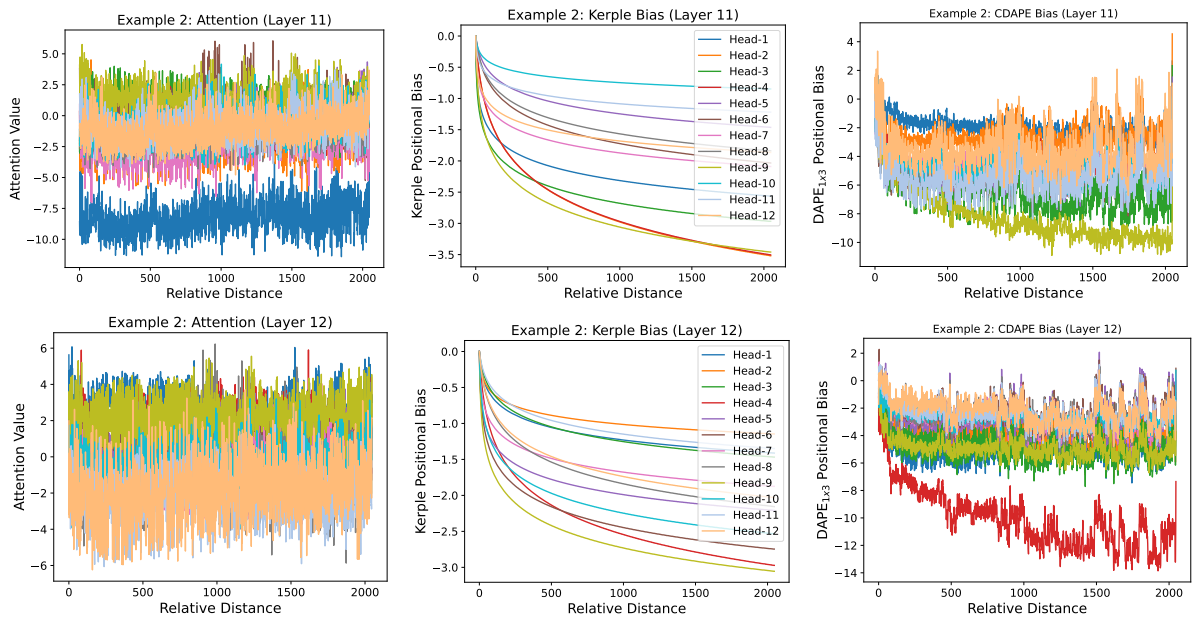 Example 2: Attention (Layer 11)
Attention Value
5.0
2.5
0.0
−2.5
−5.0
−7.5
−10.0
0 500 1000 1500 2000
Relative Distance
Example 2: Kerple Bias (Layer 11)
Kerple Positional Bias
0.0
−0.5
−1.0
−1.5
−2.0
−2.5
−3.0
−3.5
Head-1
Head-2
Head-3
Head-4
Head-5
Head-6
Head-7
Head-8
Head-9
Head-10
Head-11
Head-12
0 500 1000 1500 2000
Relative Distance
Example 2: CDAPE Bias (Layer 11)
DAPE1x3 Positional Bias
4
2
0
−2
−4
−6
−8
−10
0 500 1000 1500 2000
Relative Distance
Example 2: Attention (Layer 12)
Attention Value
6
4
2
0
−2
−4
−6
0 500 1000 1500 2000
Relative Distance
Example 2: Kerple Bias (Layer 12)
Kerple Positional Bias
0.0
−0.5
−1.0
−1.5
−2.0
−2.5
−3.0
Head-1
Head-2
Head-3
Head-4
Head-5
Head-6
Head-7
Head-8
Head-9
Head-10
Head-11
Head-12
0 500 1000 1500 2000
Relative Distance
Example 2: CDAPE Bias (Layer 12)
DAPE1x3 Positional Bias
2
0
−2
−4
−6
−8
−10
−12
−14
0 500 1000 1500 2000
Relative Distance